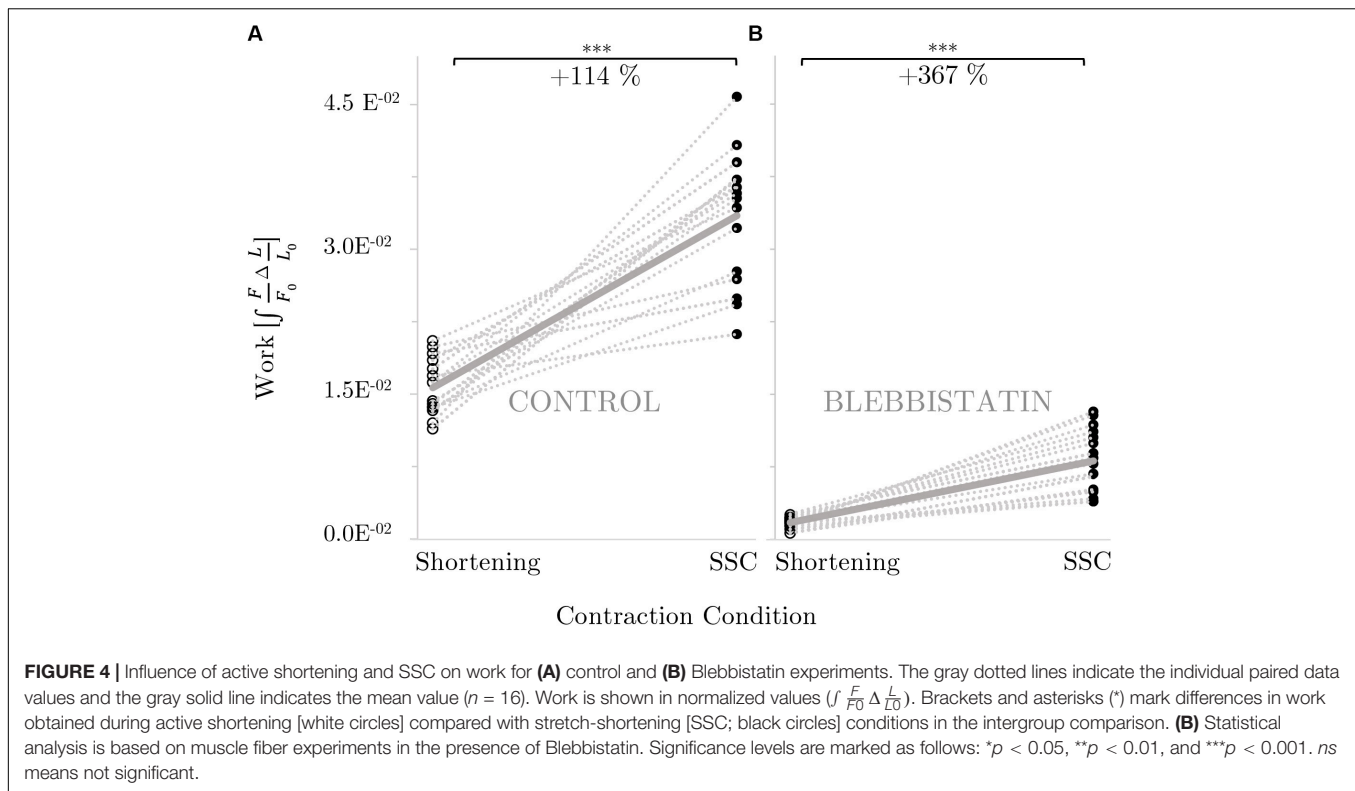 A
B
***
+114 %
***
+367 %
4.5 E-02
3.0E-02
1.5E-02
0.0E-02
Work [∫ F/F₀ Δ L/L₀]
CONTROL
BLEBBISTATIN
Shortening
SSC
Shortening
SSC
Contraction Condition
FIGURE 4 | Influence of active shortening and SSC on work for (A) control and (B) Blebbistatin experiments. The gray dotted lines indicate the individual paired data
values and the gray solid line indicates the mean value (n = 16). Work is shown in normalized values (∫ F/F0 Δ L/L0). Brackets and asterisks (*) mark differences in work
obtained during active shortening [white circles] compared with stretch-shortening [SSC; black circles] conditions in the intergroup comparison. (B) Statistical
analysis is based on muscle fiber experiments in the presence of Blebbistatin. Significance levels are marked as follows: *p < 0.05, **p < 0.01, and ***p < 0.001. ns
means not significant.